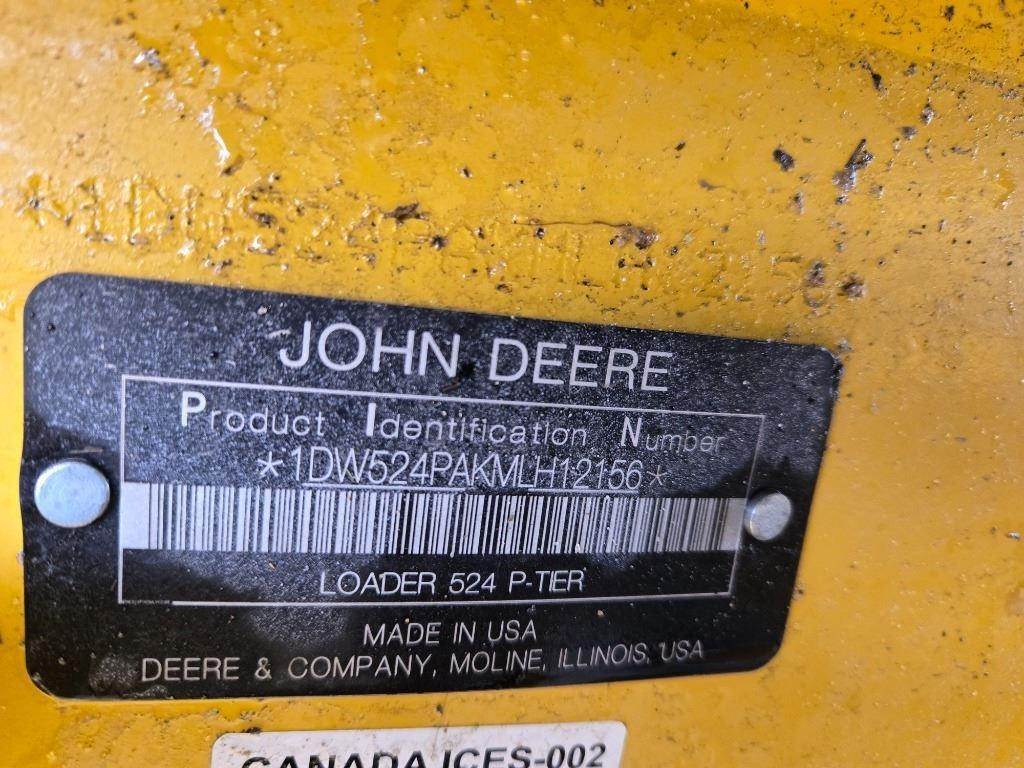 JOHN DEERE
Product Identification Number
*1DW524PAKMLH12156*
LOADER 524 P-TIER
MADE IN USA
DEERE & COMPANY, MOLINE, ILLINOIS, USA
CANADA ICES-002